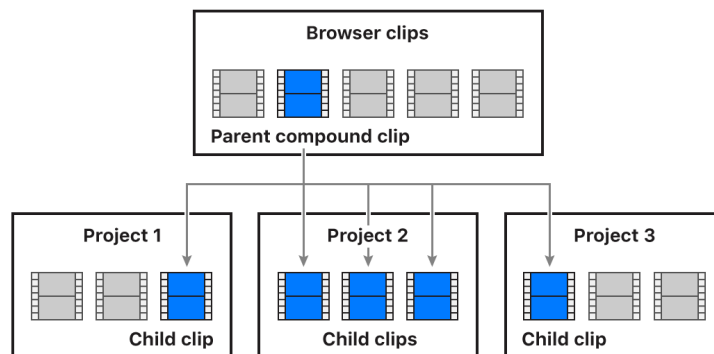 Browser clips
Parent compound clip
Project 1
Project 2
Project 3
Child clip
Child clips
Child clip